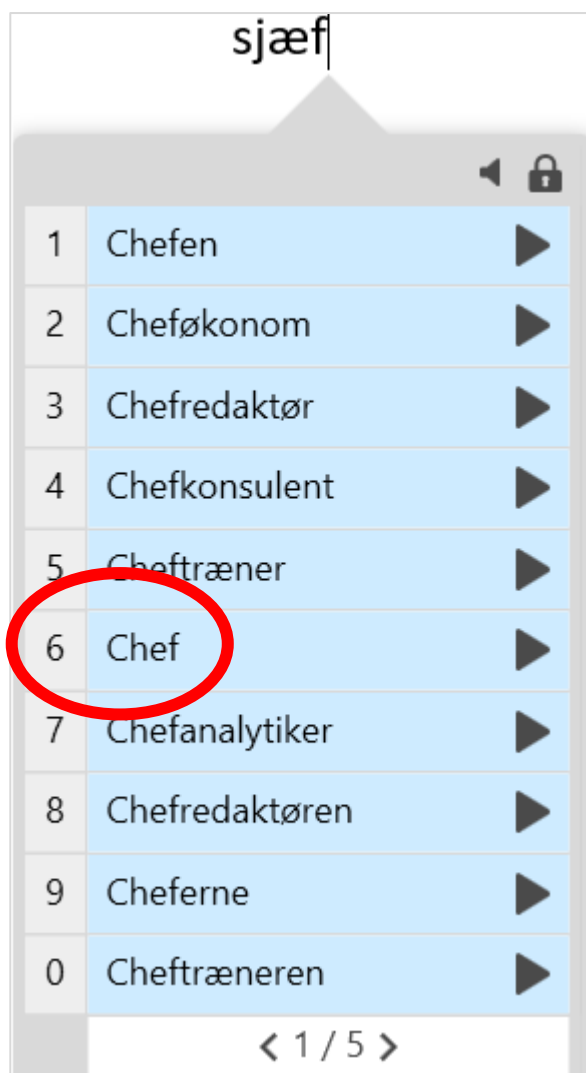 sjæf
1 Chefen
2 Cheføkonom
3 Chefredaktør
4 Chefkonsulent
5 Cheftræner
6 Chef
7 Chefanalytiker
8 Chefredaktøren
9 Cheferne
0 Cheftræneren
< 1 / 5 >